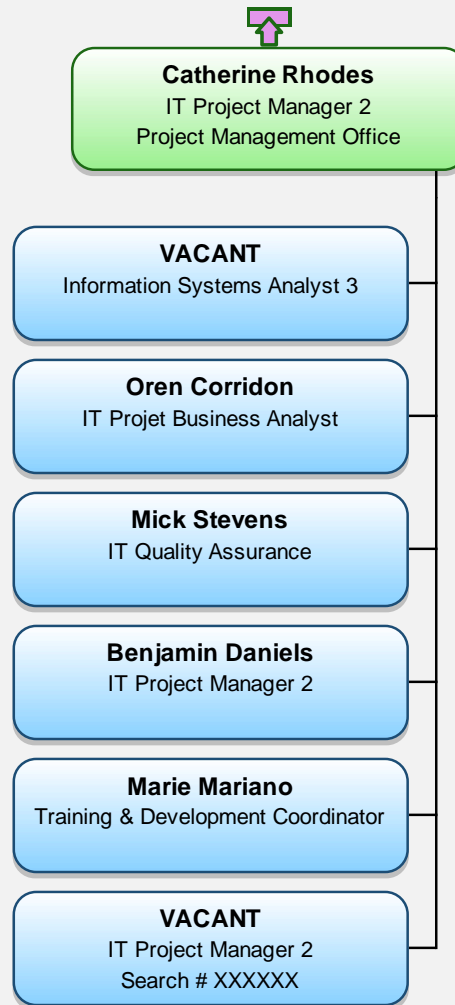 Catherine Rhodes
IT Project Manager 2
Project Management Office
VACANT
Information Systems Analyst 3
Oren Corridon
IT Projet Business Analyst
Mick Stevens
IT Quality Assurance
Benjamin Daniels
IT Project Manager 2
Marie Mariano
Training & Development Coordinator
VACANT
IT Project Manager 2
Search # XXXXXX